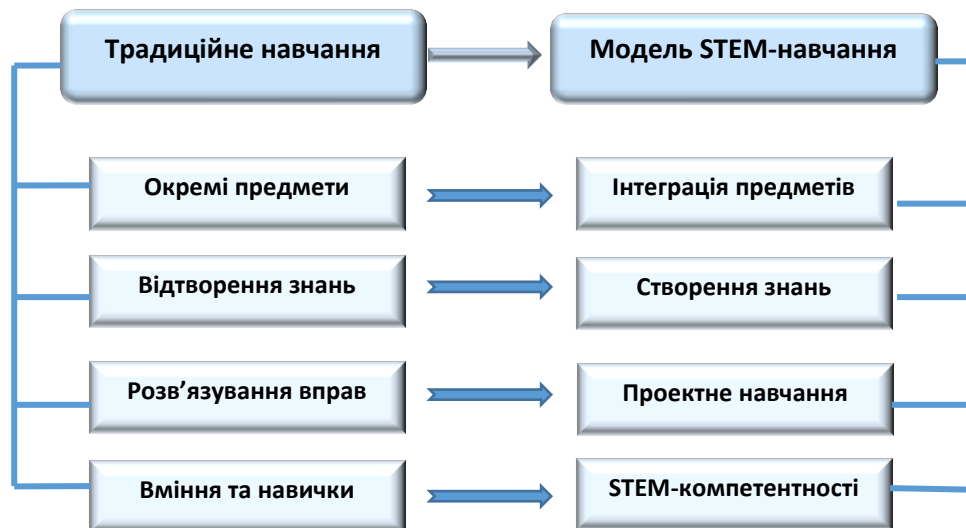 Традиційне навчання
Модель STEM-навчання
Окремі предмети
Інтеграція предметів
Відтворення знань
Створення знань
Розв’язування вправ
Проектне навчання
Вміння та навички
STEM-компетентності